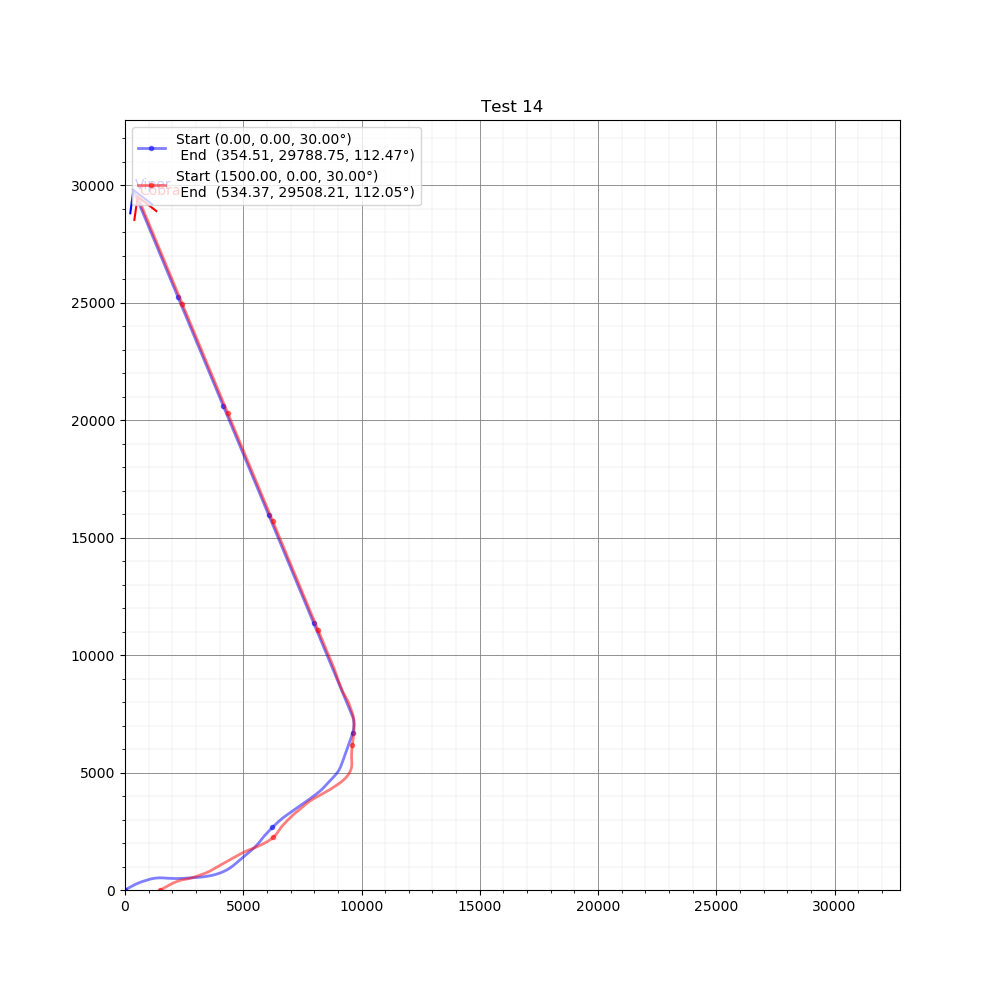 Test 14
Start (0.00, 0.00, 30.00°)
End (354.51, 29788.75, 112.47°)
Start (1500.00, 0.00, 30.00°)
End (534.37, 29508.21, 112.05°)
Viper
Cobra
30000
25000
20000
15000
10000
5000
0
0 5000 10000 15000 20000 25000 30000